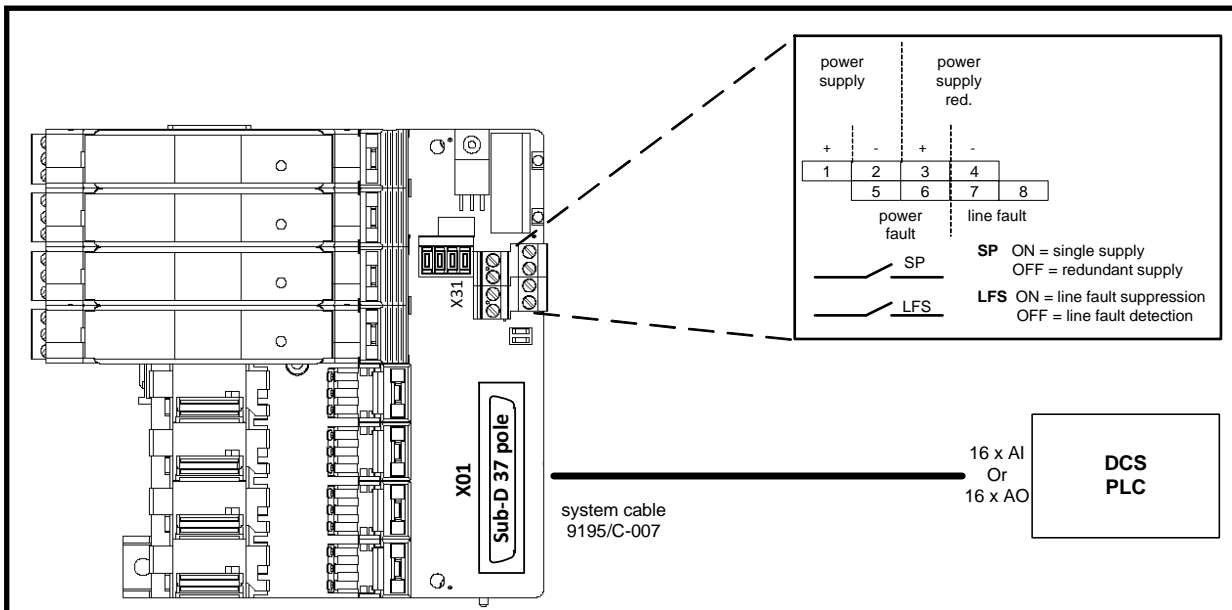 power
supply
power
supply
red.
+ - + -
1 2 3 4
5 6 7 8
power
fault
line fault
SP
SP ON = single supply
OFF = redundant supply
LFS
LFS ON = line fault suppression
OFF = line fault detection
X31
X01
Sub-D 37 pole
system cable
9195/C-007
16 x AI
Or
16 x AO
DCS
PLC